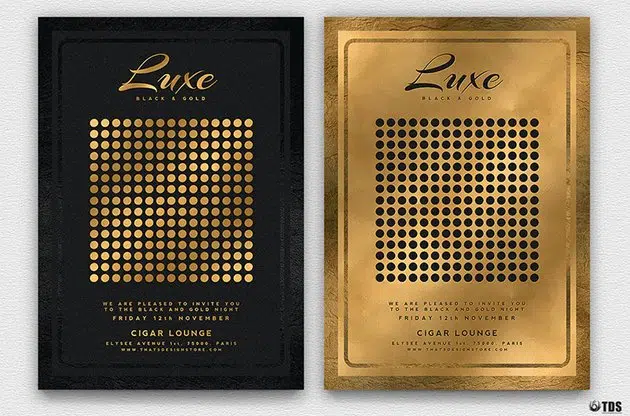 Luxe
BLACK & GOLD
WE ARE PLEASED TO INVITE YOU
TO THE BLACK AND GOLD NIGHT
FRIDAY 12th NOVEMBER
CIGAR LOUNGE
ELYSEE AVENUE 1st, 75000, PARIS
WWW.THATSDESIGNSTORE.COM
Luxe
BLACK & GOLD
WE ARE PLEASED TO INVITE YOU
TO THE BLACK AND GOLD NIGHT
FRIDAY 12th NOVEMBER
CIGAR LOUNGE
ELYSEE AVENUE 1st, 75000, PARIS
WWW.THATSDESIGNSTORE.COM
TDS